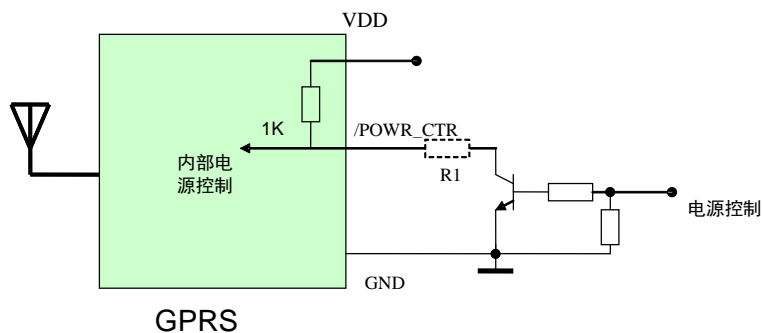 VDD
1K
/POWR_CTR
内部电
源控制
R1
电源控制
GND
GPRS